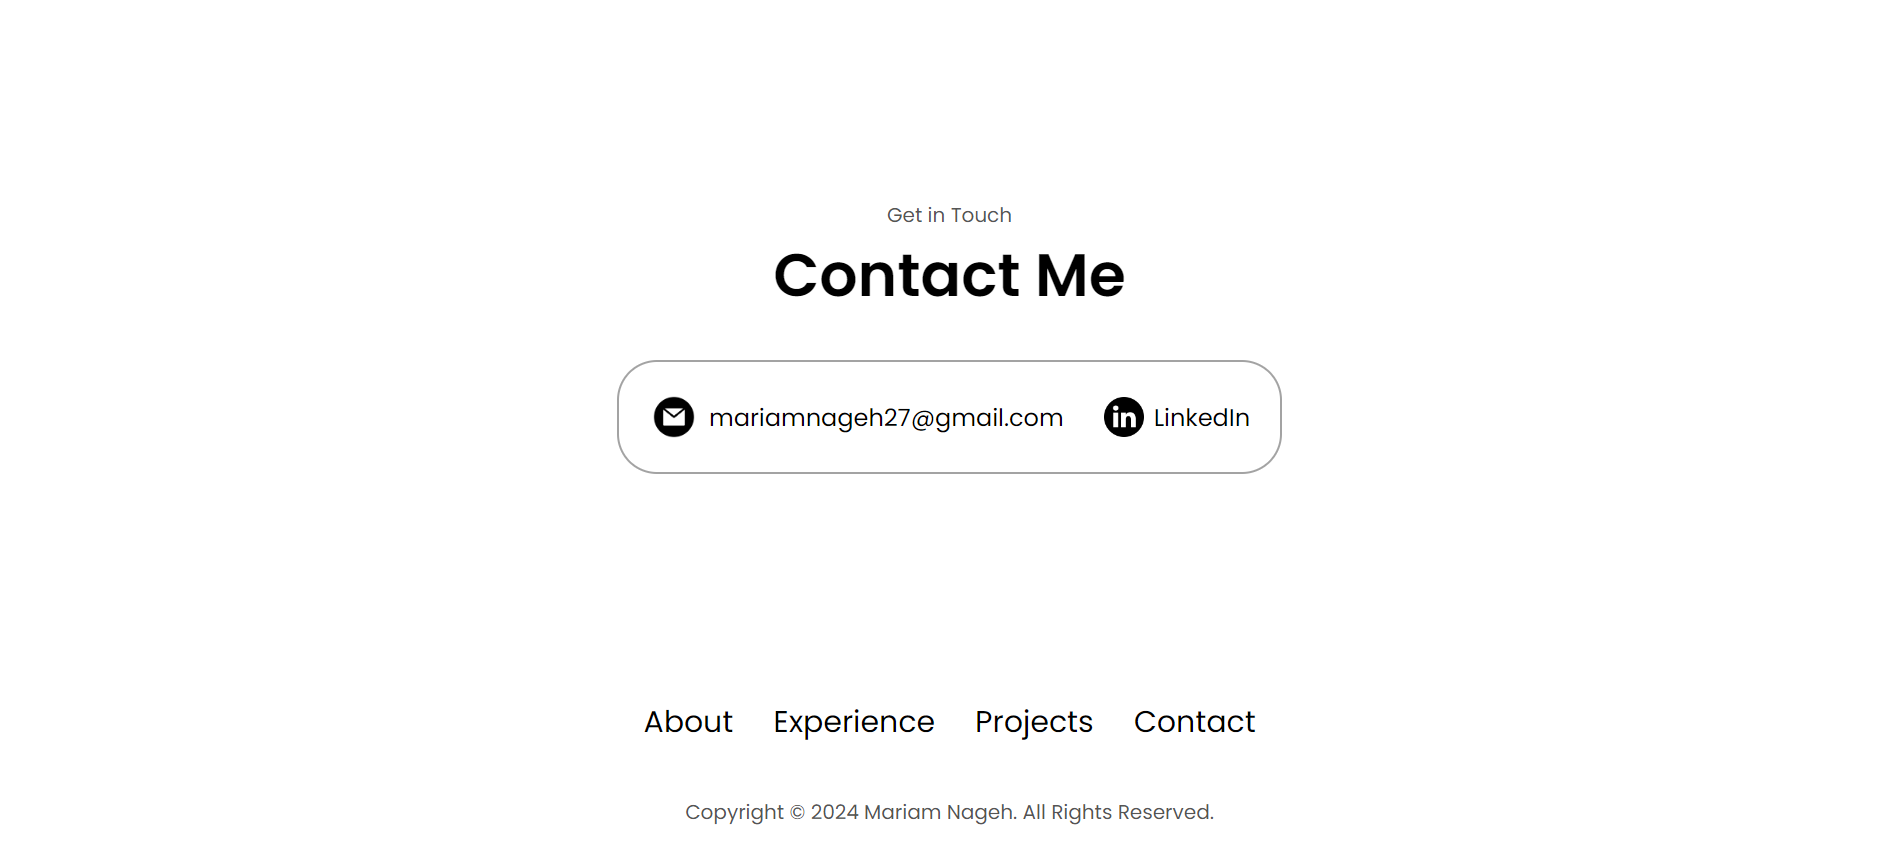 Get in Touch
Contact Me
mariamnageh27@gmail.com LinkedIn
About Experience Projects Contact
Copyright © 2024 Mariam Nageh. All Rights Reserved.